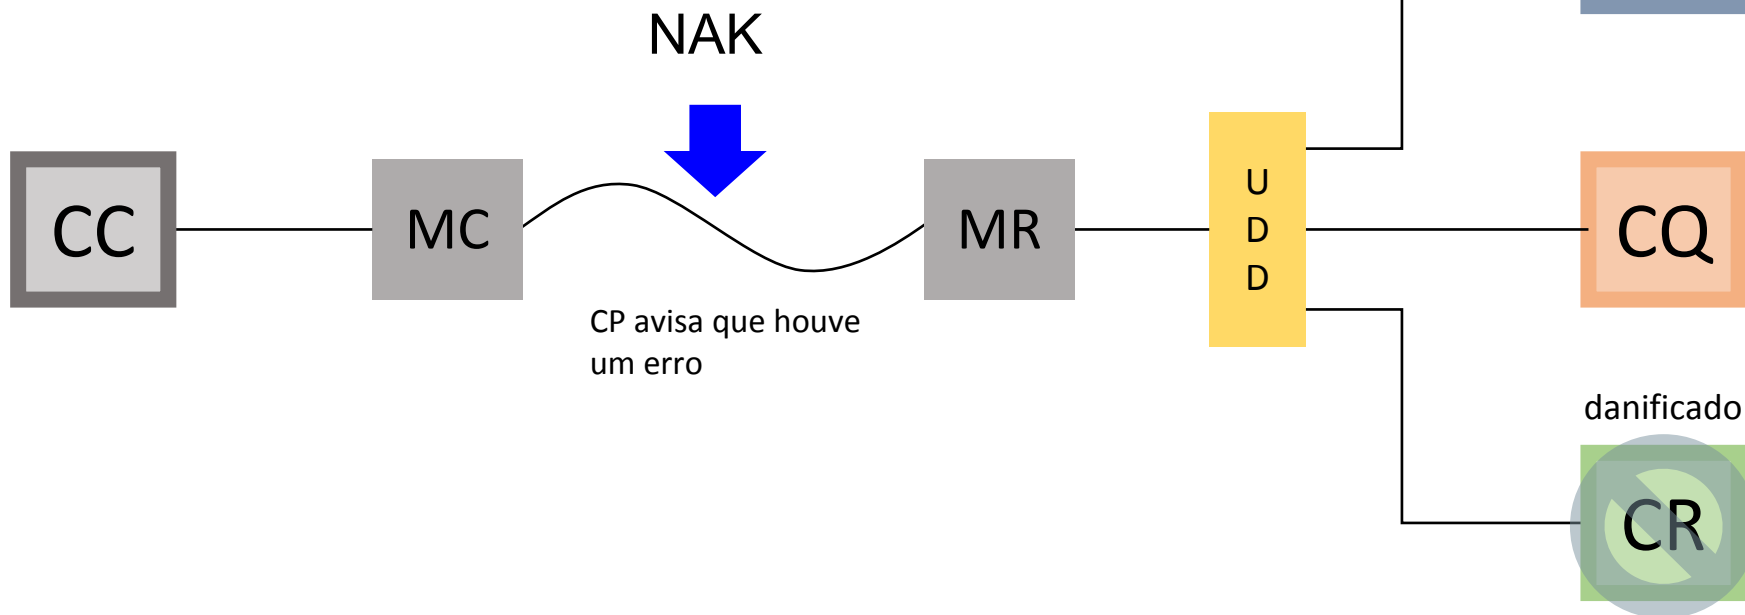 NAK
CC
MC
MR
U
D
D
CQ
CP avisa que houve
um erro
danificado
CR